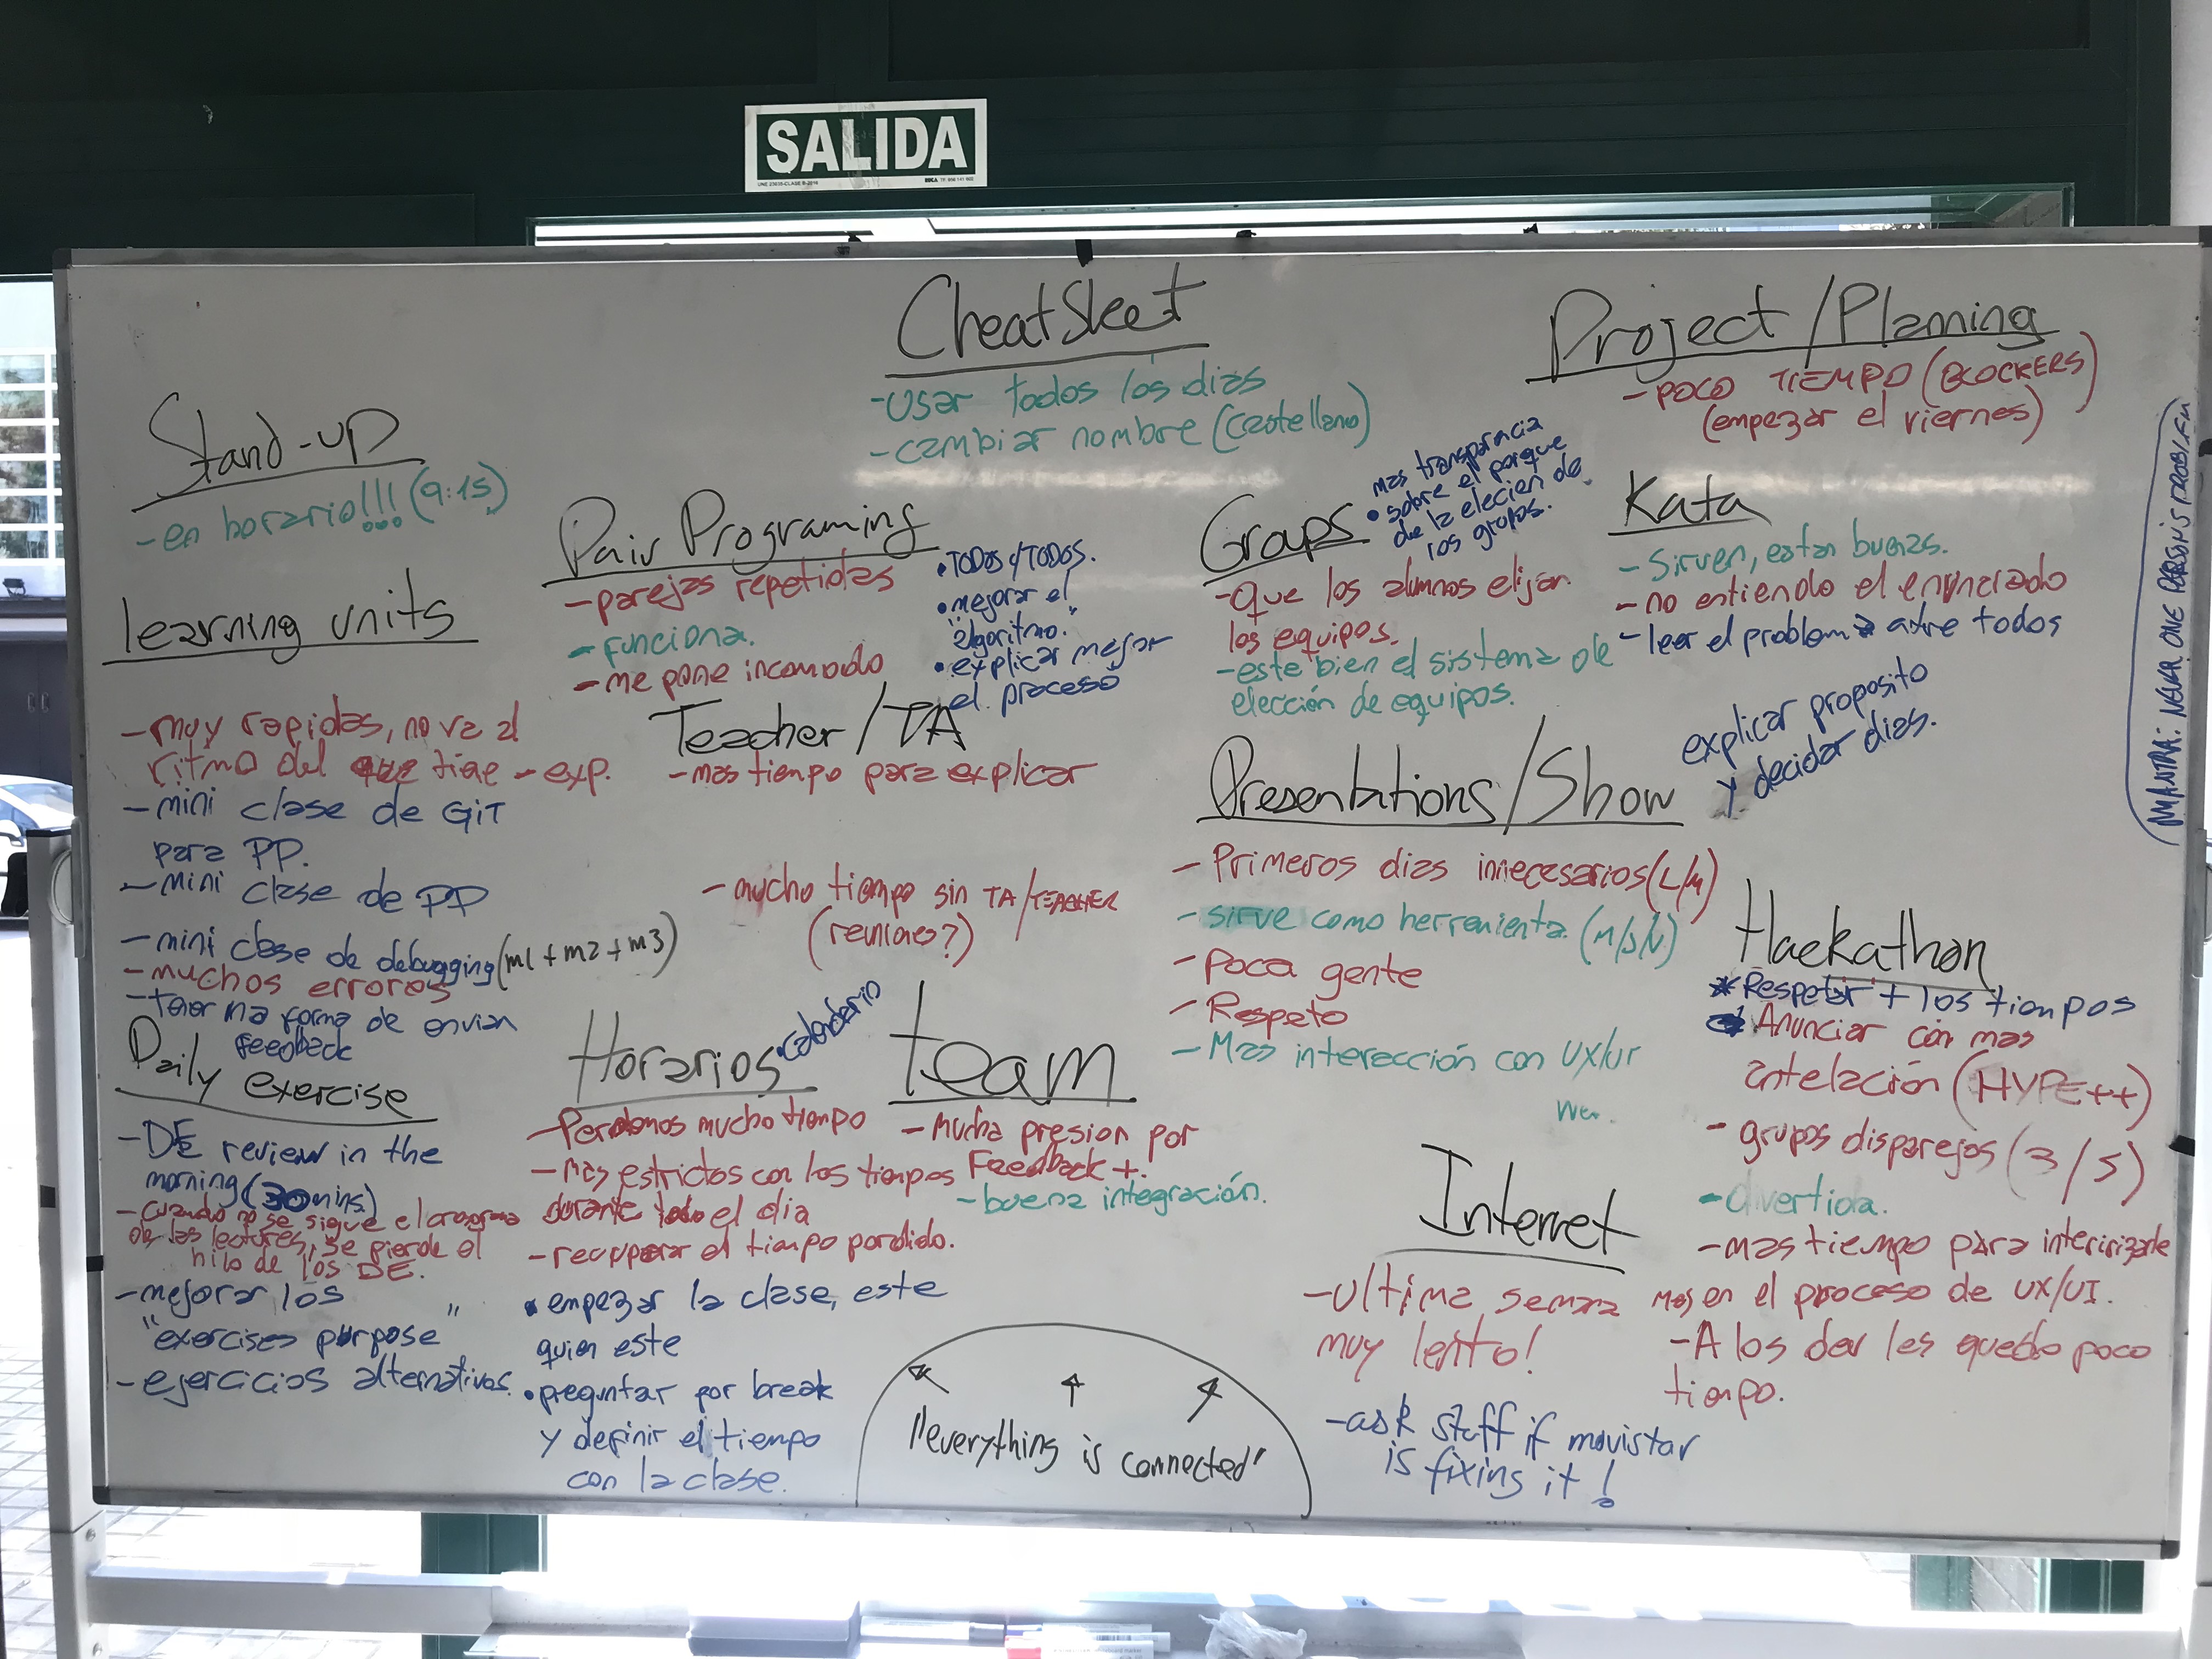 SALIDA
UNE 23035-CLASE B-2016
CheatSheet
-Usar todos los dias
-cambiar nombre (castellano)
Project/Planning
-POCO TIEMPO (BLOCKERS)
(empezar el viernes)
Stand-up
-en horario!!! (9:15)
learning units
-muy rapidas, no va al
ritmo del que tiene -exp.
-mini clase de GIT
para PP.
-mini clase de PP
-mini clase de debugging (m1+m2+m3)
-muchos errores
-tener una forma de enviar
feedback
Daily exercise
-DE review in the
morning (30mins)
-cuando no se sigue el cronograma
de las lectures, se pierde el
hilo de los DE.
-mejorar los
"exercises purpose"
-ejercicios alternativos.
Pair Programing
-parejas repetidas
-funciona.
-me pone incomodo
•TODOS c/TODOS.
•mejorar el
"algoritmo."
•explicar mejor
el proceso
Teacher/TA
-mas tiempo para explicar
-mucho tiempo sin TA/TEACHER
(reuniones?)
Horarios
•calendario
-Perdemos mucho tiempo
-mas estrictos con los tiempos
durante todo el dia
-recuperar el tiempo perdido.
•empezar la clase, este
quien este
•preguntar por break
y definir el tiempo
con la clase.
team
-mucha presion por
Feedback +.
-buena integración.
"everything is connected"
Groups
mas transparencia
•sobre el porque
de la elecien de
los grupos.
-Que los alumnos elijan
los equipos.
-este bien el sistema de
elección de equipos.
Kata
-Sirven, estan buenas.
-no entiendo el enunciado
-leer el problema entre todos
Presentations/Show
explicar proposito
y decidir dias.
-Primeros dias innecesarios (L/M)
-sirve como herramienta. (M/J/V)
-Poca gente
-Respeto
-Mas interacción con UX/UI
Internet
-Ultima semana
muy lento!
-ask staff if movistar
is fixing it!
Hackathon
*Respetar + los tiempos
Anunciar con mas
antelación (HYPE++)
-grupos disparejos (3/5)
-divertida.
-mas tiempo para
mas en el proceso de UX/UI.
-A los dev les quedo poco
tiempo.
MANTRA: NEVER ONE PERSON'S PROBLEM